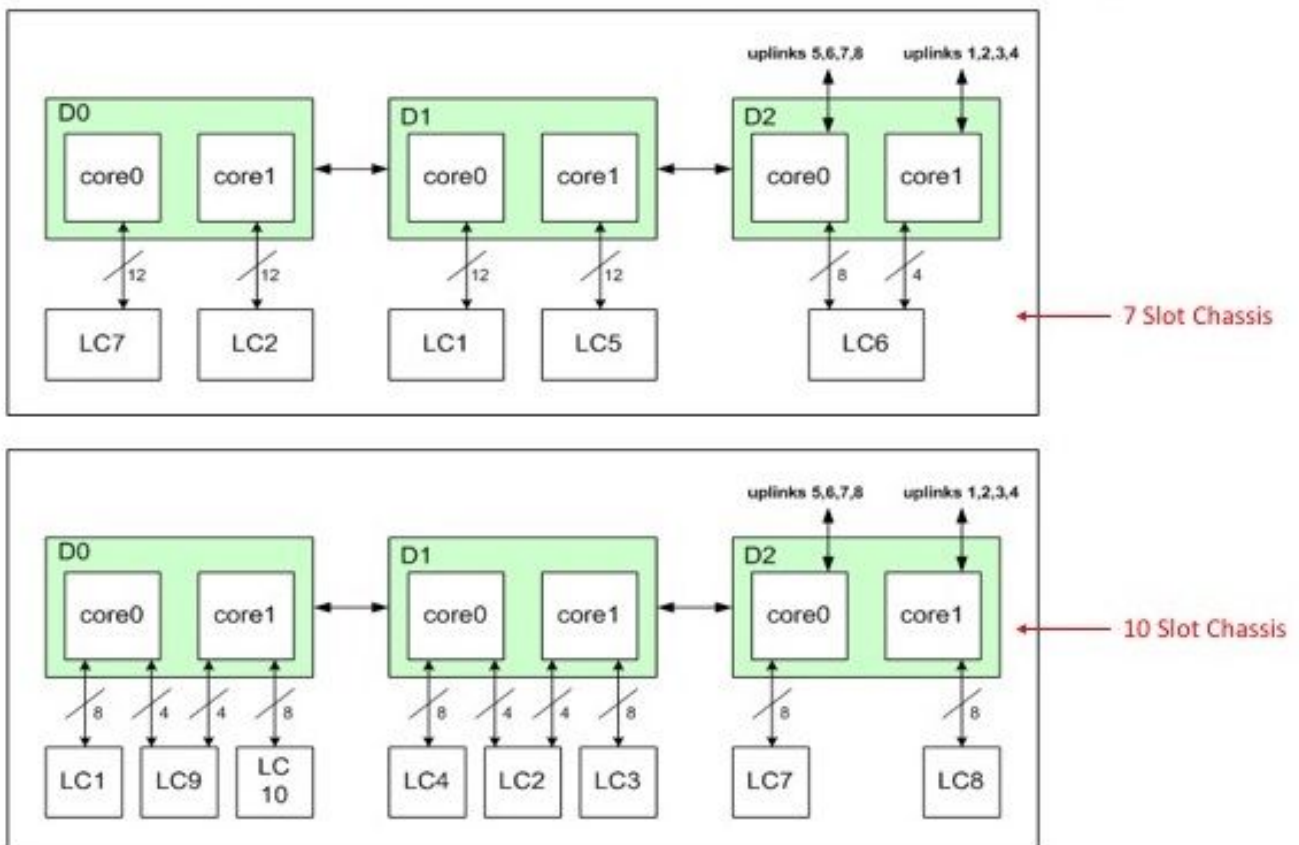 uplinks 5,6,7,8 uplinks 1,2,3,4
D0 D1 D2
core0 core1 core0 core1 core0 core1
12 12 12 12 8 4
LC7 LC2 LC1 LC5 LC6
7 Slot Chassis
uplinks 5,6,7,8 uplinks 1,2,3,4
D0 D1 D2
core0 core1 core0 core1 core0 core1
10 Slot Chassis
8 4 4 8 8 4 4 8 8 8
LC1 LC9 LC
10 LC4 LC2 LC3 LC7 LC8